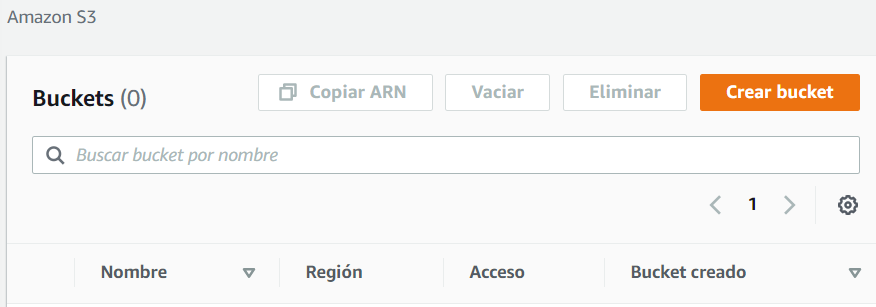 Amazon S3
Buckets (0) Copiar ARN Vaciar Eliminar Crear bucket
Buscar bucket por nombre
1
Nombre Región Acceso Bucket creado